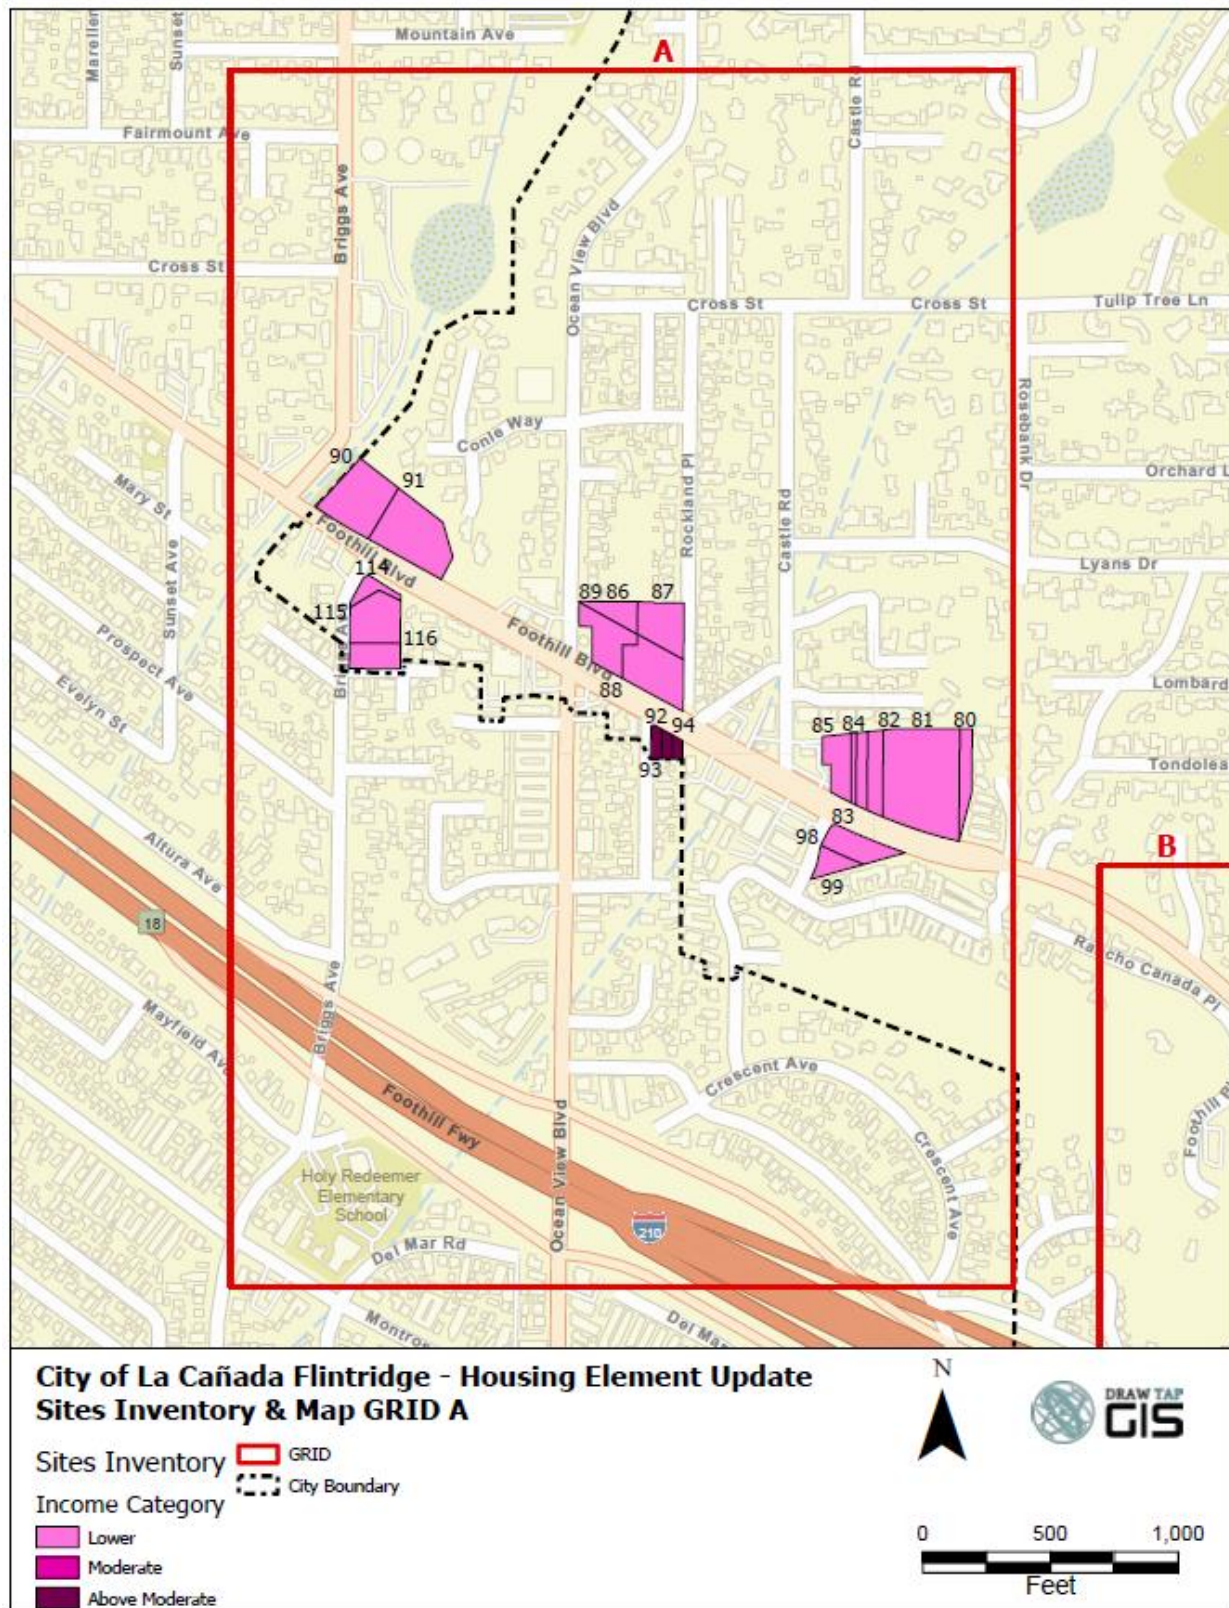 Mountain Ave
A
Sunset
Castle Rd
Fairmount Ave
Briggs Ave
Ocean View Blvd
Cross St
Cross St
Cross St
Tulip Tree Ln
Rosebank Dr
Conle Way
90
91
Rockland Pl
Castle Rd
Orchard L
Mary St
Sunset Ave
Foothill Blvd
Lyans Dr
114
115
116
89 86 87
Foothill Blvd
88
Prospect Ave
Evelyn St
Lombard
92
94
93
85 84 82 81 80
Tondolea
83
98
99
B
Altura Ave
18
Rancho Canada Pl
Briggs Ave
Mayfield Ave
Crescent Ave
Foothill Fwy
Ocean View Blvd
Crescent Ave
Holy Redeemer
Elementary
School
210
Del Mar Rd
City of La Cañada Flintridge - Housing Element Update
Sites Inventory & Map GRID A
N
DRAW TAP
GIS
Sites Inventory
GRID
City Boundary
Income Category
Lower
Moderate
Above Moderate
0 500 1,000
Feet